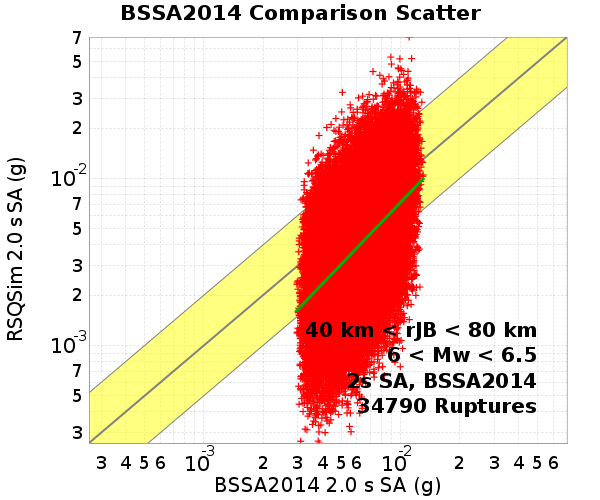 BSSA2014 Comparison Scatter
RSQSim 2.0 s SA (g)
7
5
3
2
10-2
7
5
3
2
10-3
7
5
3
3 4 5 6 10-3 2 3 4 5 6 10-2 2 3 4 5 6
BSSA2014 2.0 s SA (g)
40 km < rJB < 80 km
6 < Mw < 6.5
2s SA, BSSA2014
34790 Ruptures